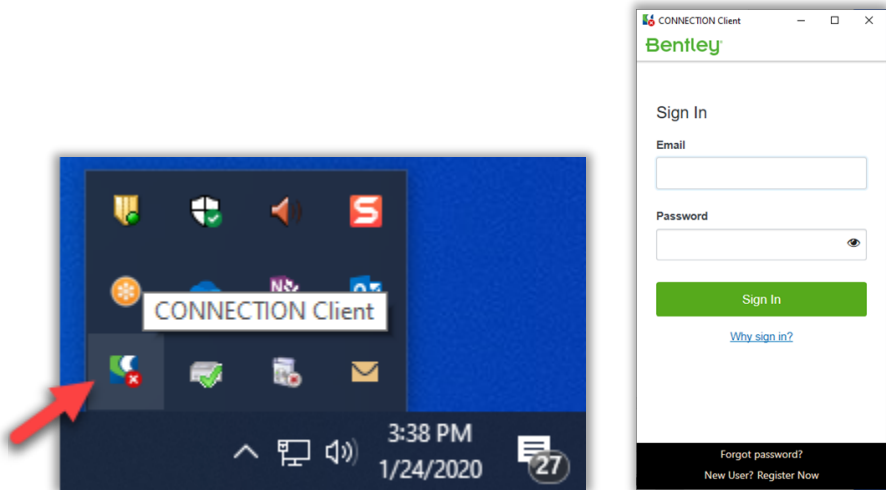 CONNECTION Client
3:38 PM
1/24/2020
27
CONNECTION Client
Bentley
Sign In
Email
Password
Sign In
Why sign in?
Forgot password?
New User? Register Now